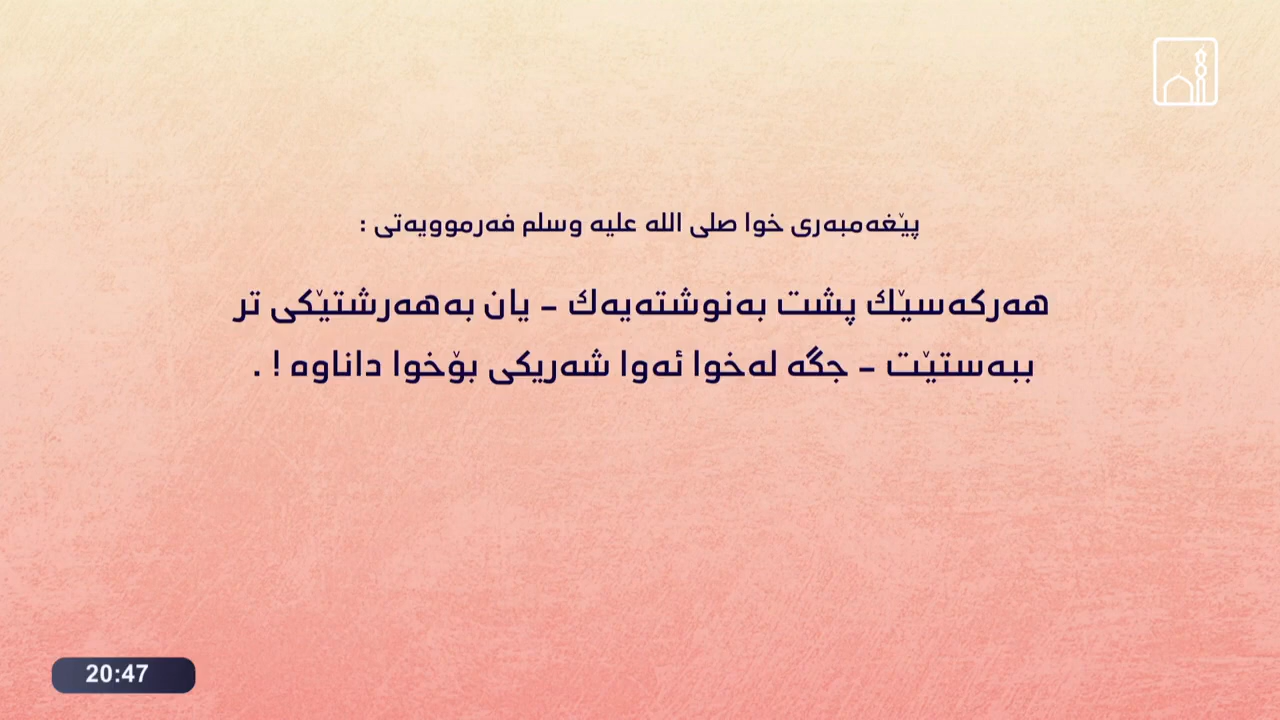 پێغەمبەری خوا صلی الله علیه وسلم فەرموویەتی :
هەرکەسێك پشت بەنوشتەیەك - یان بەهەرشتێکی تر
ببەستێت - جگە لەخوا ئەوا شەریکی بۆخوا داناوە ! .
20:47